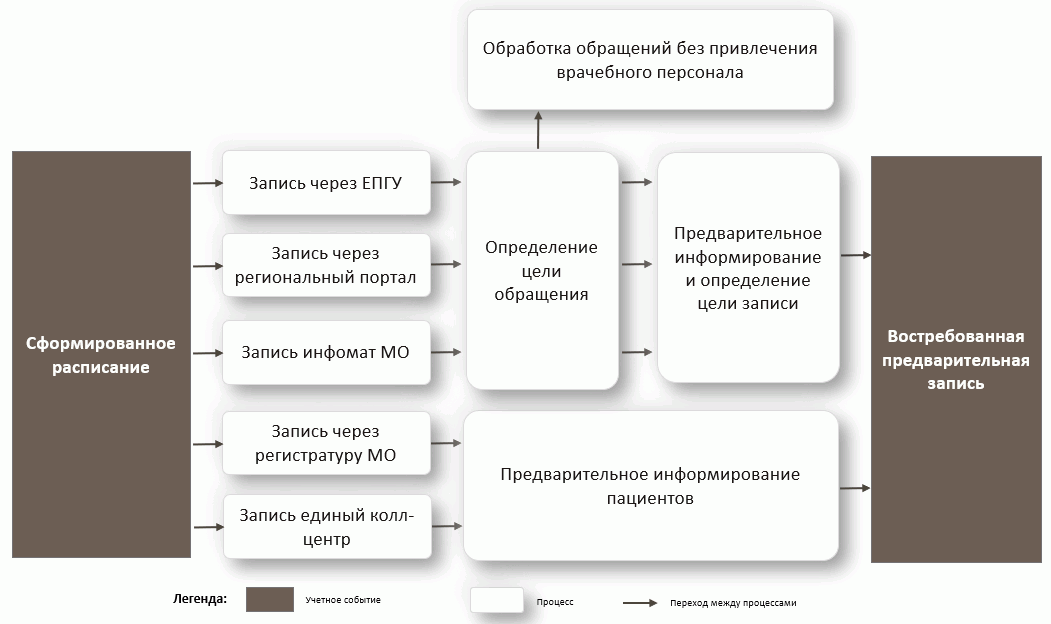 Обработка обращений без привлечения
врачебного персонала
Сформированное
расписание
Запись через ЕПГУ
Запись через
региональный портал
Запись инфомат МО
Запись через
регистратуру МО
Запись единый колл-
центр
Определение
цели
обращения
Предварительное
информирование
и определение
цели записи
Предварительное информирование
пациентов
Востребованная
предварительная
запись
Легенда:
Учетное событие
Процесс
Переход между процессами